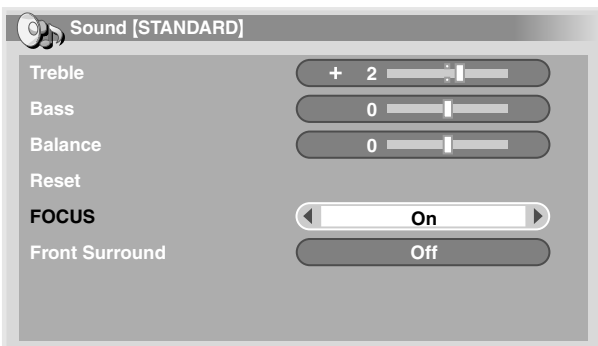 Sound [STANDARD]
Treble + 2
Bass 0
Balance 0
Reset
FOCUS On
Front Surround Off